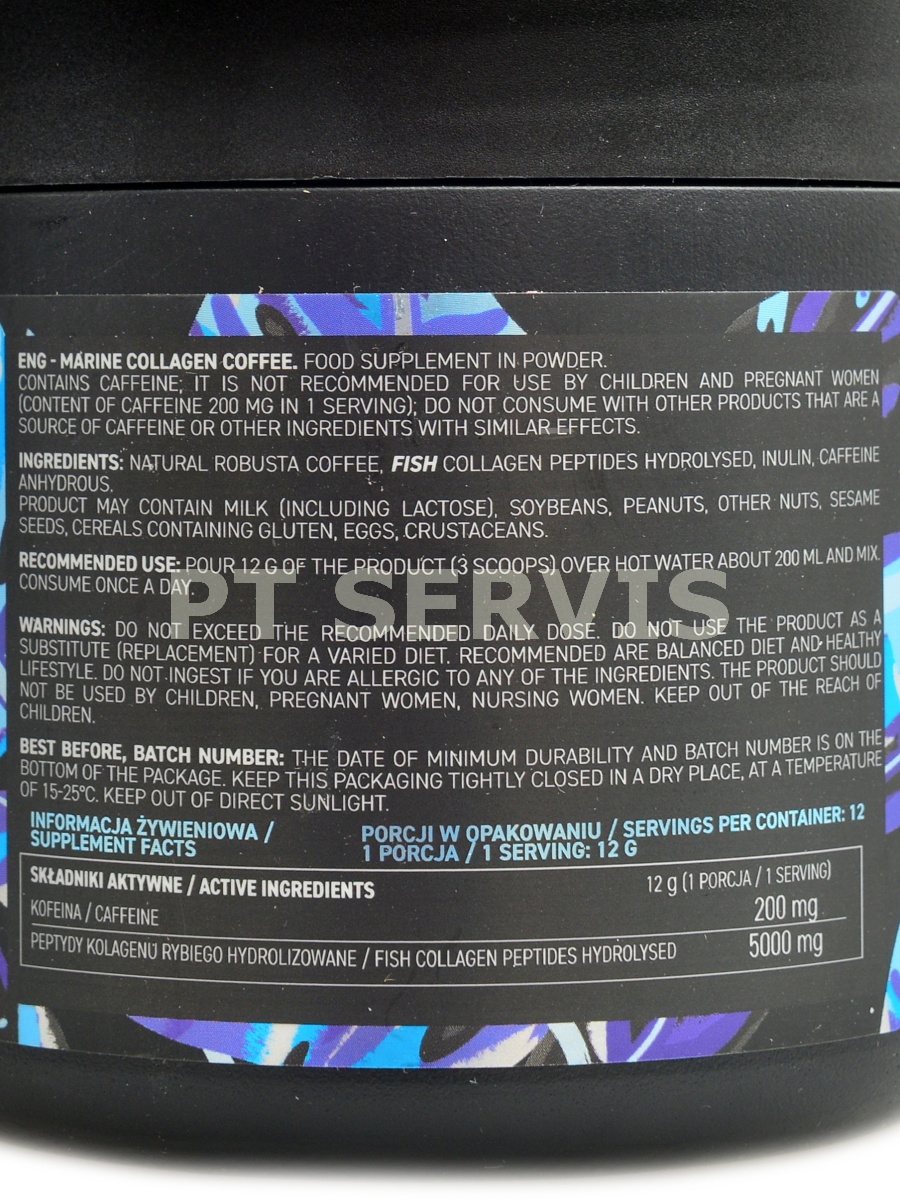 ENG - MARINE COLLAGEN COFFEE. FOOD SUPPLEMENT IN POWDER.
CONTAINS CAFFEINE; IT IS NOT RECOMMENDED FOR USE BY CHILDREN AND PREGNANT WOMEN
(CONTENT OF CAFFEINE 200 MG IN 1 SERVING); DO NOT CONSUME WITH OTHER PRODUCTS THAT ARE A
SOURCE OF CAFFEINE OR OTHER INGREDIENTS WITH SIMILAR EFFECTS.
INGREDIENTS: NATURAL ROBUSTA COFFEE, FISH COLLAGEN PEPTIDES HYDROLYSED, INULIN, CAFFEINE
ANHYDROUS.
PRODUCT MAY CONTAIN MILK (INCLUDING LACTOSE), SOYBEANS, PEANUTS, OTHER NUTS, SESAME
SEEDS, CEREALS CONTAINING GLUTEN, EGGS, CRUSTACEANS.
RECOMMENDED USE: POUR 12 G OF THE PRODUCT (3 SCOOPS) OVER HOT WATER ABOUT 200 ML AND MIX.
CONSUME ONCE A DAY.
PT SERVIS
WARNINGS: DO NOT EXCEED THE RECOMMENDED DAILY DOSE. DO NOT USE THE PRODUCT AS A
SUBSTITUTE (REPLACEMENT) FOR A VARIED DIET. RECOMMENDED ARE BALANCED DIET AND HEALTHY
LIFESTYLE. DO NOT INGEST IF YOU ARE ALLERGIC TO ANY OF THE INGREDIENTS. THE PRODUCT SHOULD
NOT BE USED BY CHILDREN, PREGNANT WOMEN, NURSING WOMEN. KEEP OUT OF THE REACH OF
CHILDREN.
BEST BEFORE, BATCH NUMBER: THE DATE OF MINIMUM DURABILITY AND BATCH NUMBER IS ON THE
BOTTOM OF THE PACKAGE. KEEP THIS PACKAGING TIGHTLY CLOSED IN A DRY PLACE, AT A TEMPERATURE
OF 15-25°C. KEEP OUT OF DIRECT SUNLIGHT.
INFORMACJA ŻYWIENIOWA /
SUPPLEMENT FACTS
PORCJI W OPAKOWANIU / SERVINGS PER CONTAINER: 12
1 PORCJA / 1 SERVING: 12 G
SKŁADNIKI AKTYWNE / ACTIVE INGREDIENTS 12 g (1 PORCJA / 1 SERVING)
KOFEINA / CAFFEINE 200 mg
PEPTYDY KOLAGENU RYBIEGO HYDROLIZOWANE / FISH COLLAGEN PEPTIDES HYDROLYSED 5000 mg